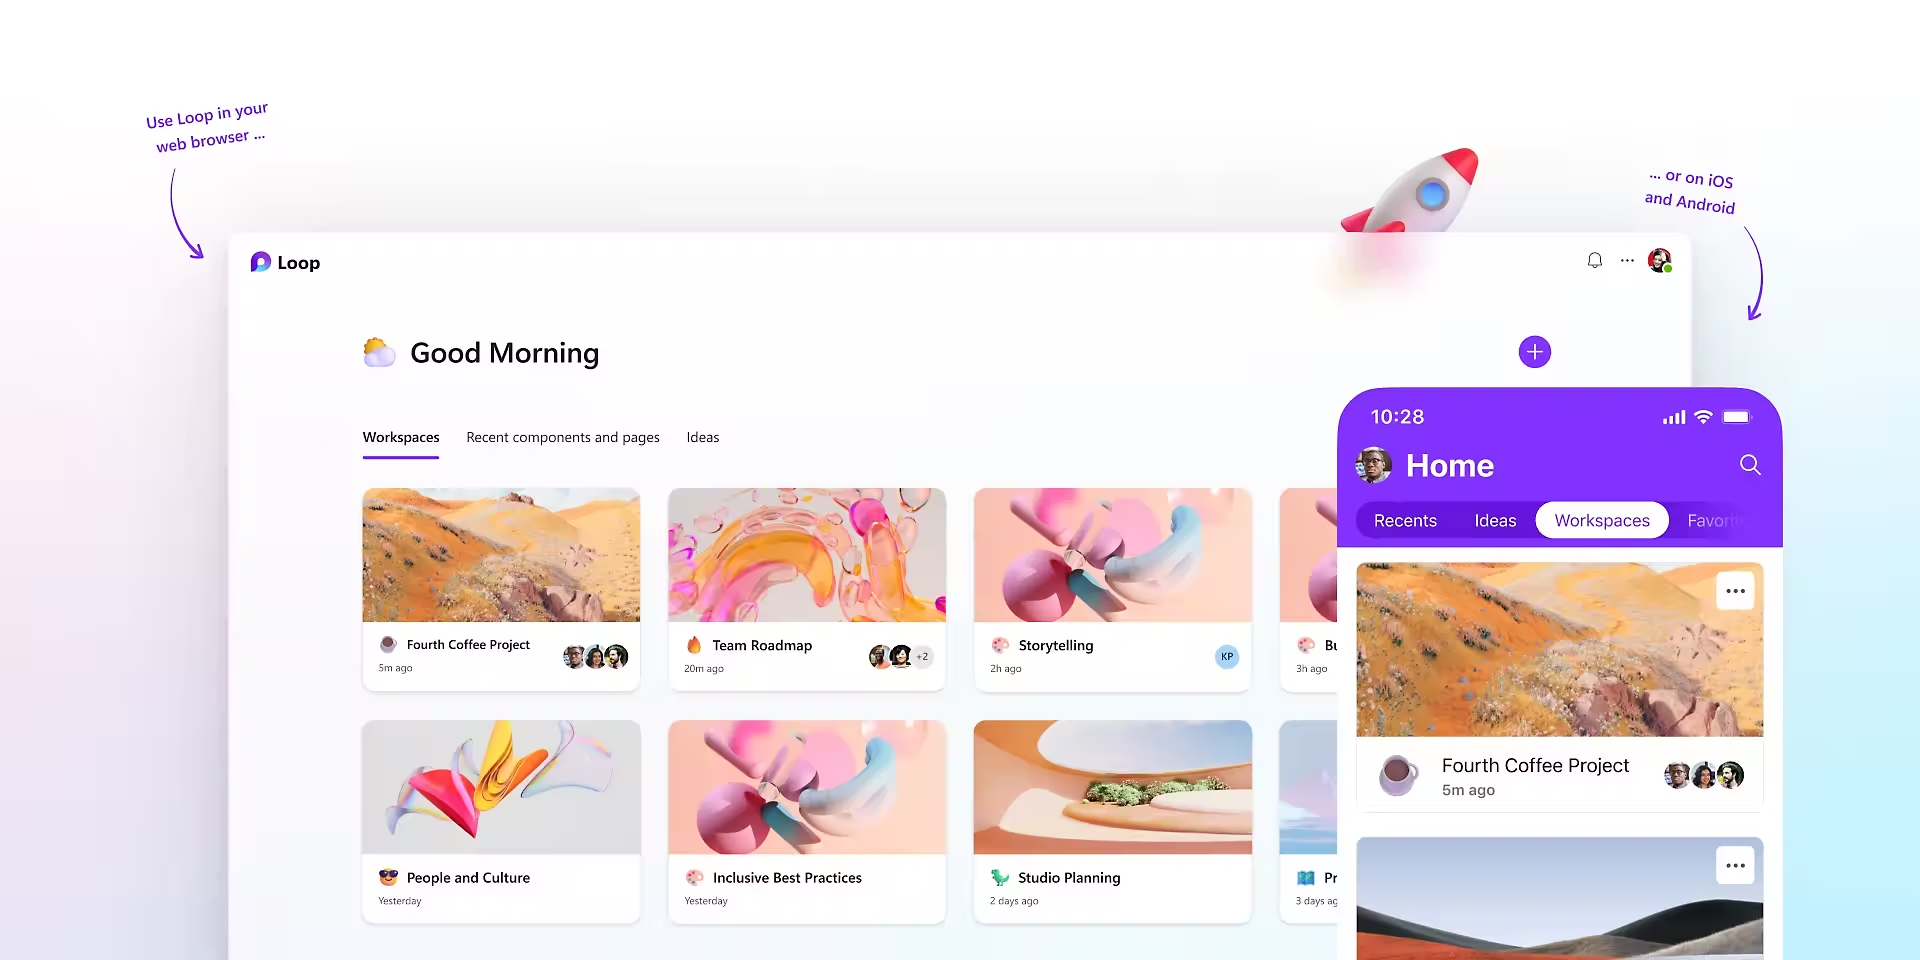 Use Loop in your
web browser ...
... or on iOS
and Android
Loop
Good Morning
Workspaces
Recent components and pages
Ideas
Fourth Coffee Project
5m ago
Team Roadmap
20m ago
+2
Storytelling
2h ago
KP
Bu
3h ago
People and Culture
Yesterday
Inclusive Best Practices
Yesterday
Studio Planning
2 days ago
Pr
3 days ag
10:28
Home
Recents
Ideas
Workspaces
Favori
Fourth Coffee Project
5m ago